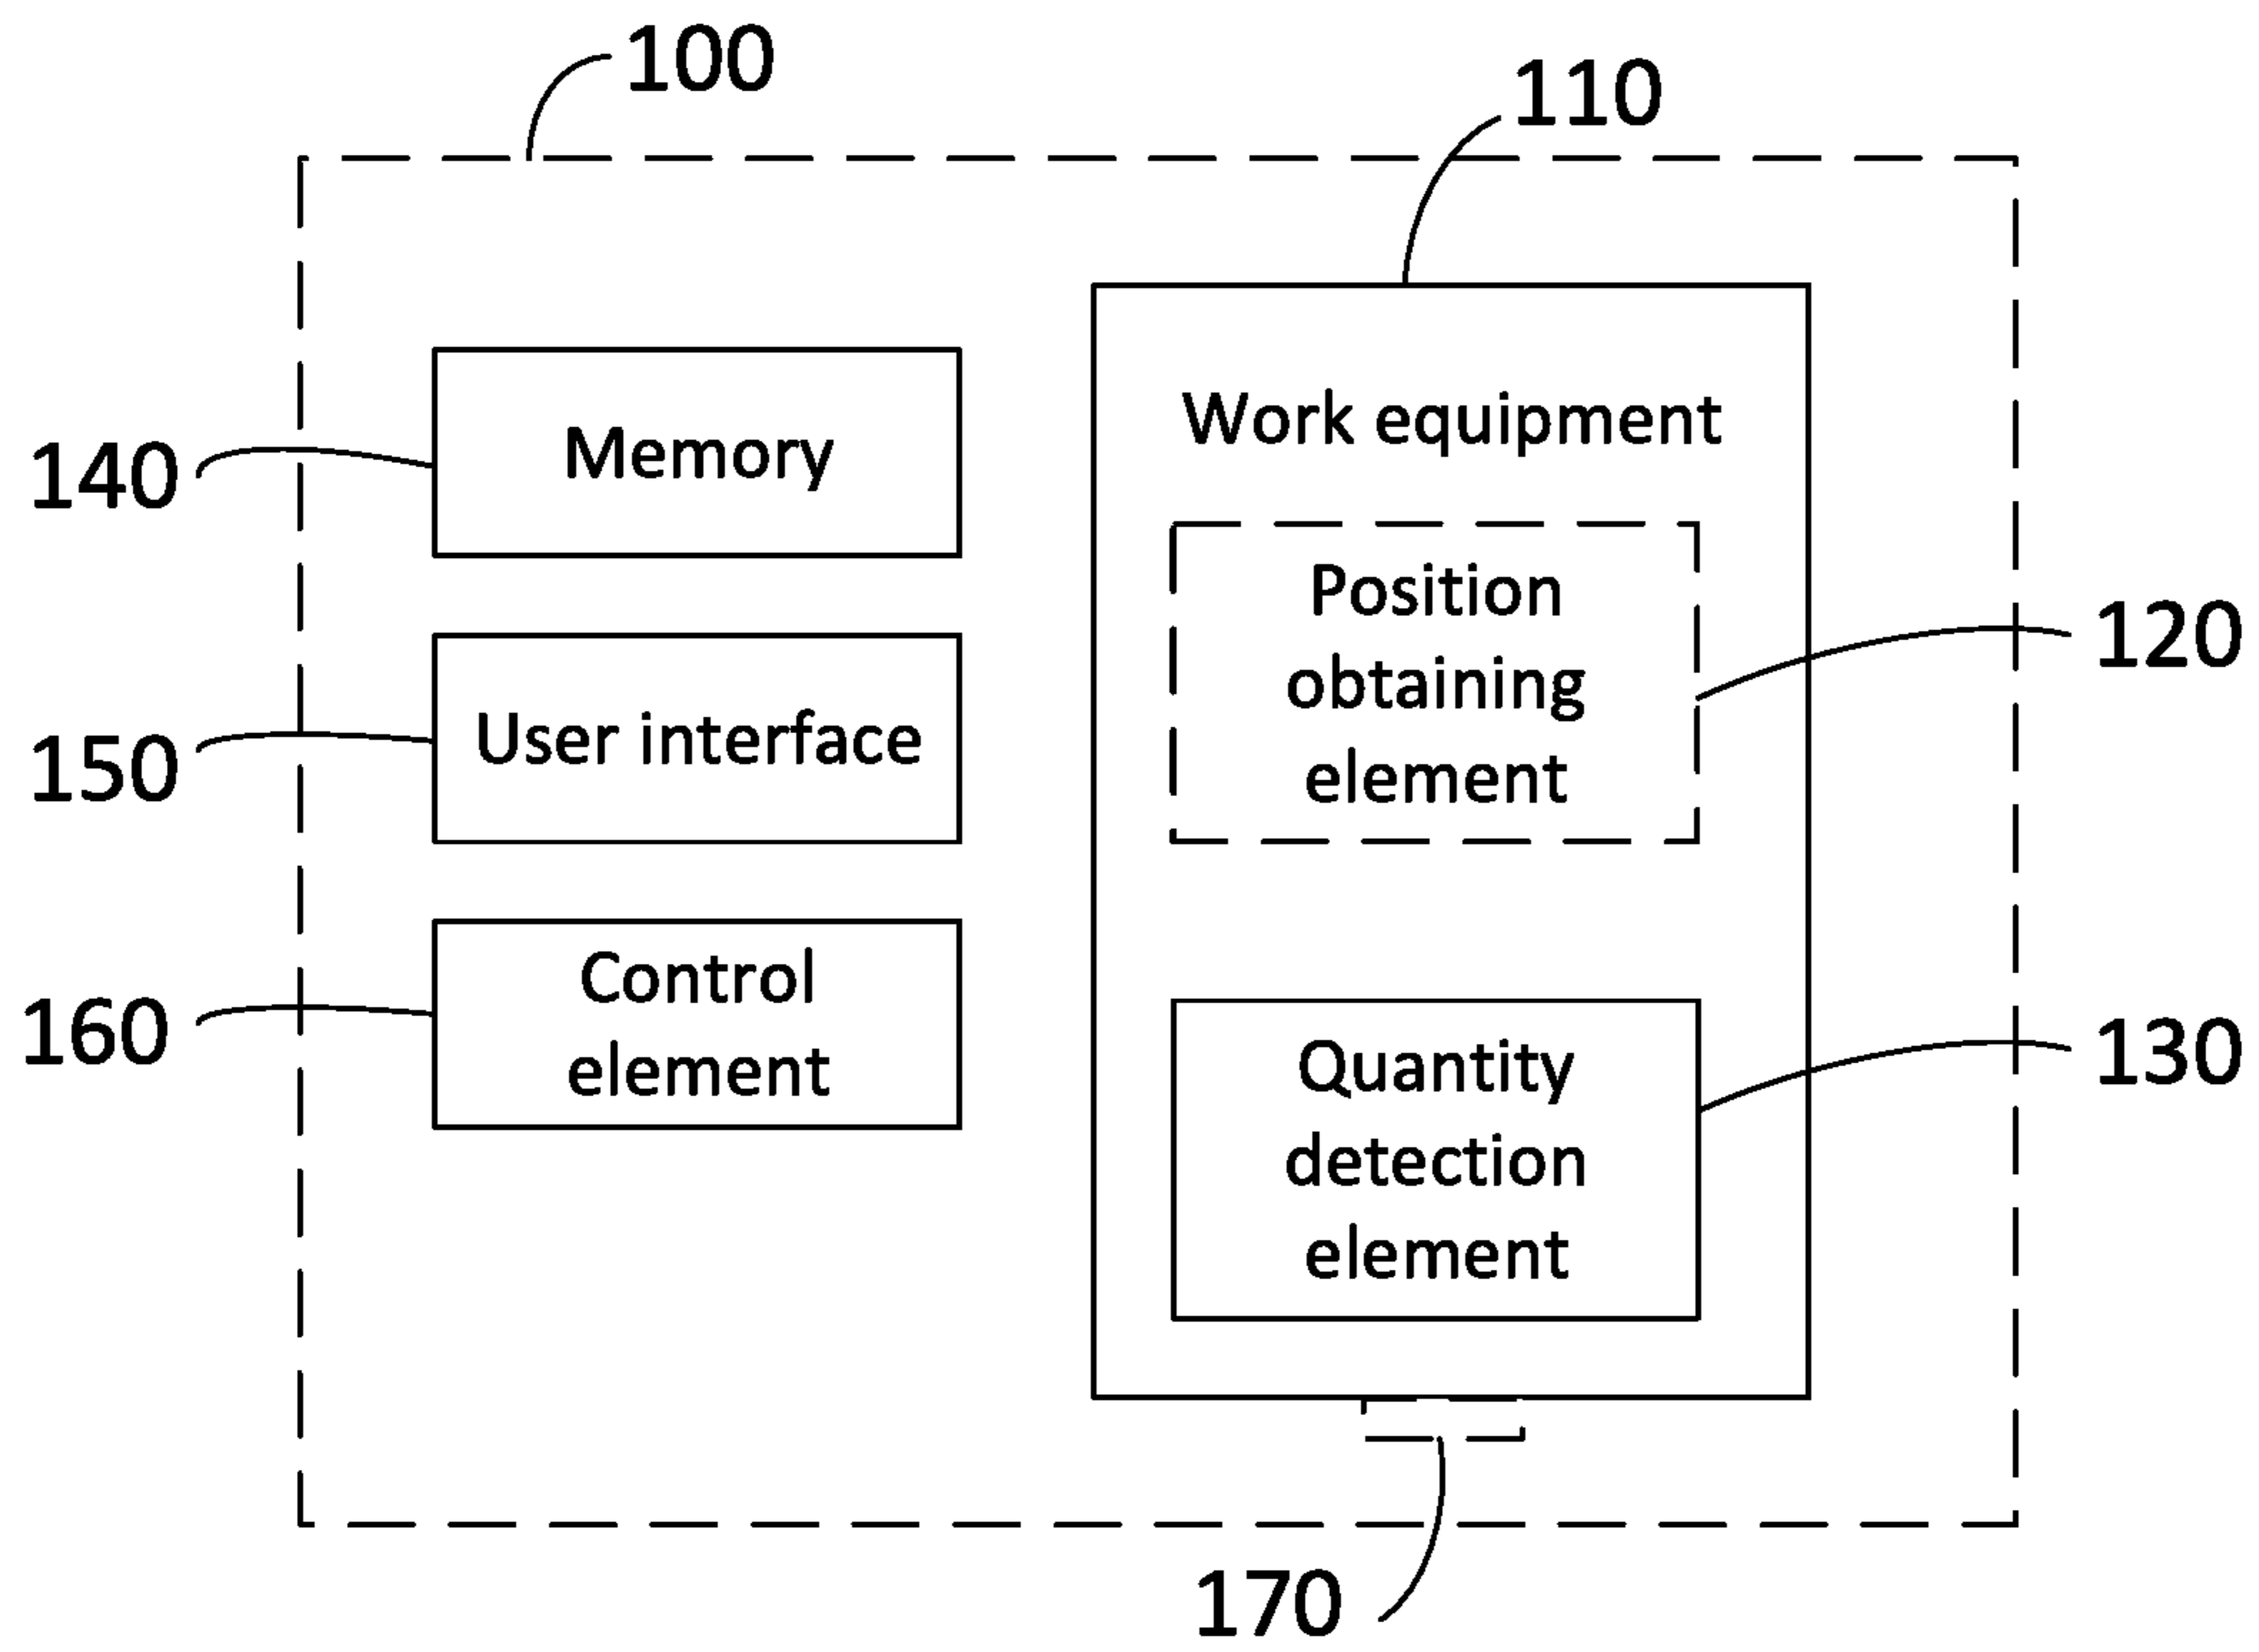 100
110
Memory
140
User interface
150
Control
element
160
Work equipment
Position
obtaining
element
120
Quantity
detection
element
130
170